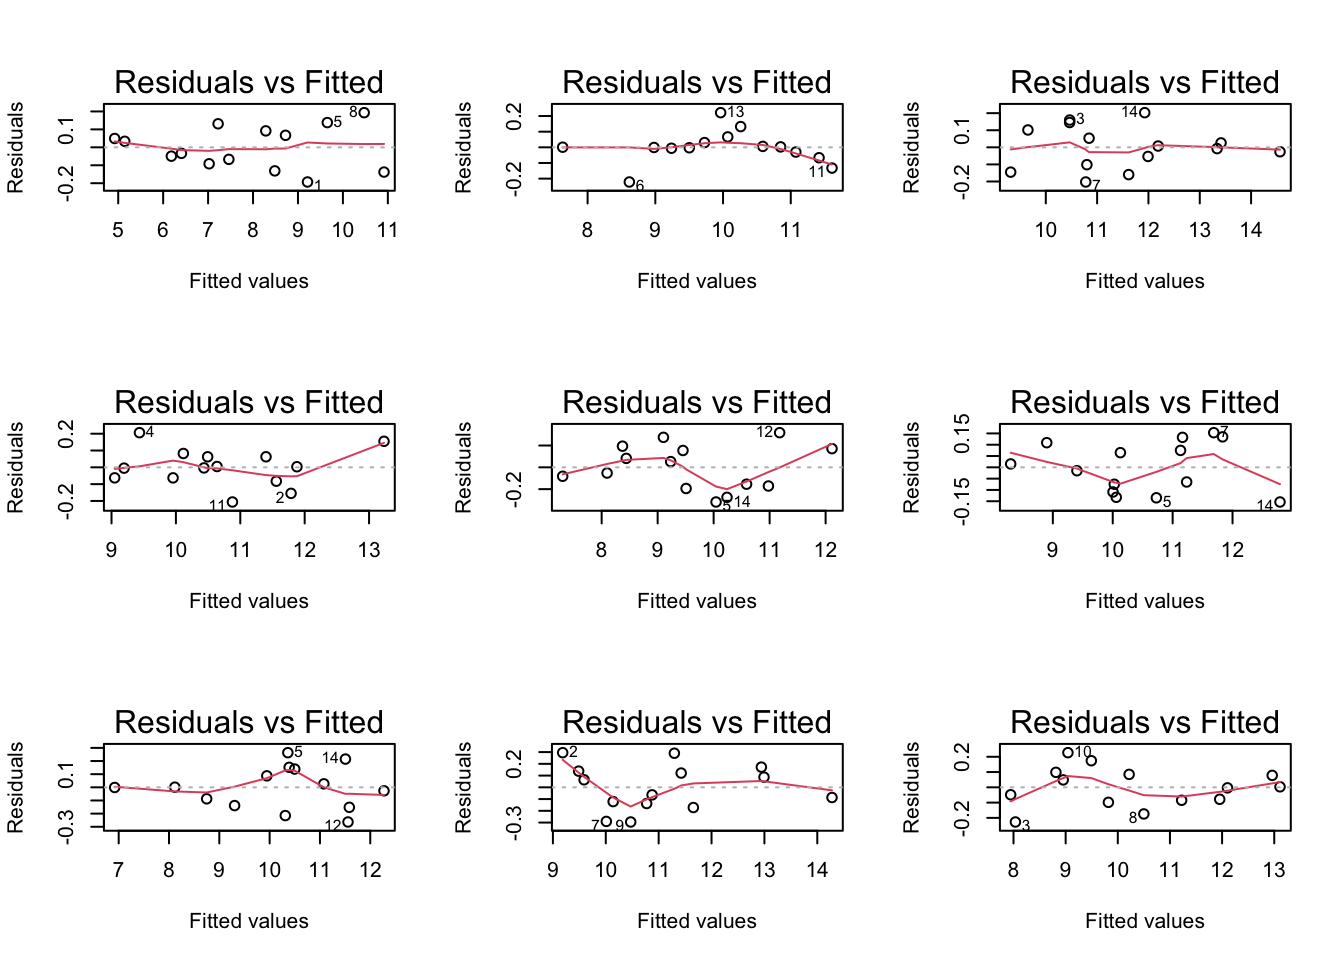 Residuals vs Fitted
Residuals
0.1
-0.2
8
5
1
5 6 7 8 9 10 11
Fitted values
Residuals vs Fitted
Residuals
0.2
-0.2
13
11
6
8 9 10 11
Fitted values
Residuals vs Fitted
Residuals
0.1
-0.2
14
3
7
10 11 12 13 14
Fitted values
Residuals vs Fitted
Residuals
0.2
-0.2
4
2
11
9 10 11 12 13
Fitted values
Residuals vs Fitted
Residuals
-0.2
12
5
14
8 9 10 11 12
Fitted values
Residuals vs Fitted
Residuals
0.15
-0.15
7
5
14
9 10 11 12
Fitted values
Residuals vs Fitted
Residuals
0.1
-0.3
5
14
12
7 8 9 10 11 12
Fitted values
Residuals vs Fitted
Residuals
0.2
-0.3
2
7
9
9 10 11 12 13 14
Fitted values
Residuals vs Fitted
Residuals
0.2
-0.2
10
8
3
8 9 10 11 12 13
Fitted values